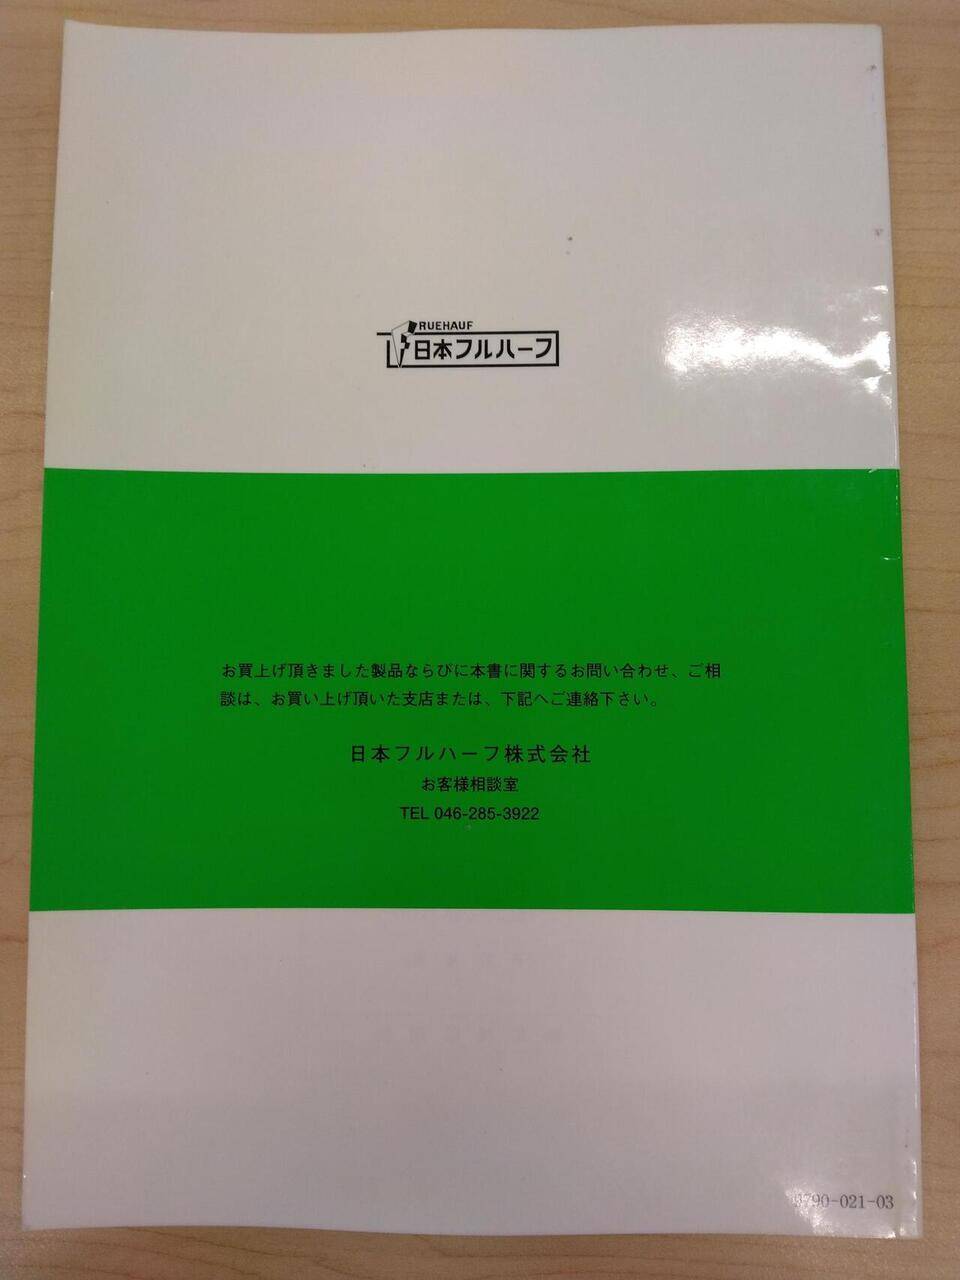 RUEHAUF
日本フルハーフ
お買上げ頂きました製品ならびに本書に関するお問い合わせ、ご相
談は、お買い上げ頂いた支店または、下記へご連絡下さい。
日本フルハーフ株式会社
お客様相談室
TEL 046-285-3922
790-021-03